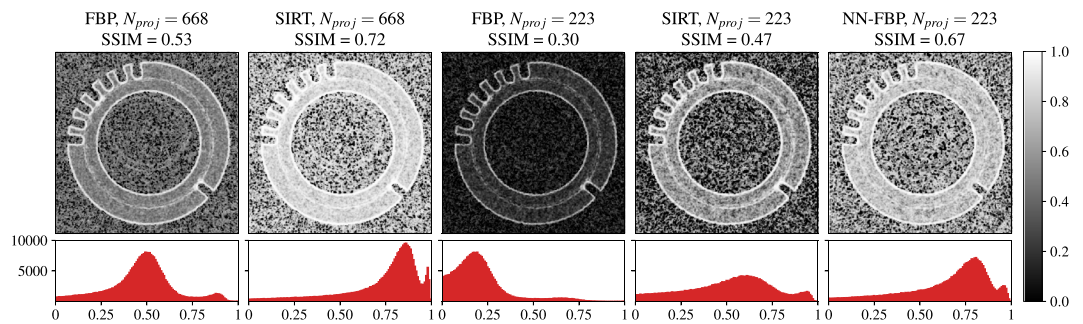 FBP, N_proj = 668
SSIM = 0.53
SIRT, N_proj = 668
SSIM = 0.72
FBP, N_proj = 223
SSIM = 0.30
SIRT, N_proj = 223
SSIM = 0.47
NN-FBP, N_proj = 223
SSIM = 0.67
1.0
0.8
0.6
0.4
0.2
0.0
10000
5000
0 0.25 0.50 0.75 1
0 0.25 0.50 0.75 1
0 0.25 0.50 0.75 1
0 0.25 0.50 0.75 1
0 0.25 0.50 0.75 1